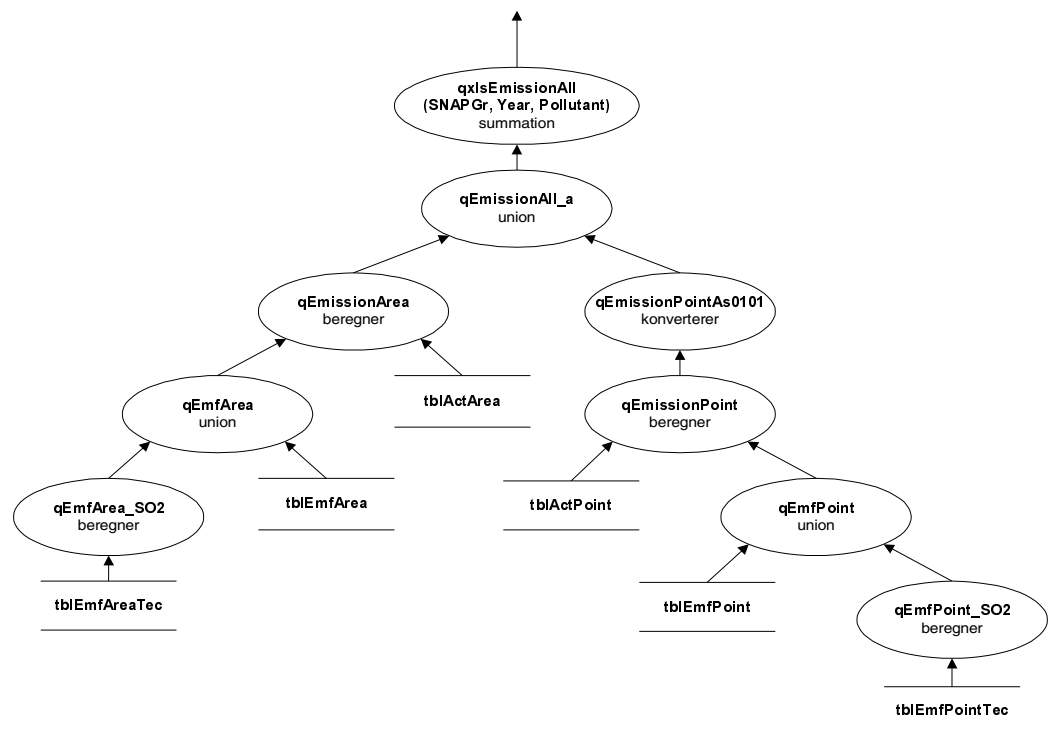 qxlsEmissionAll
(SNAPGr, Year, Pollutant)
summation
qEmissionAll_a
union
qEmissionArea
beregner
qEmissionPointAs0101
konverterer
qEmfArea
union
tblActArea
qEmissionPoint
beregner
qEmfArea_SO2
beregner
tblEmfArea
tblActPoint
qEmfPoint
union
tblEmfAreaTec
tblEmfPoint
qEmfPoint_SO2
beregner
tblEmfPointTec